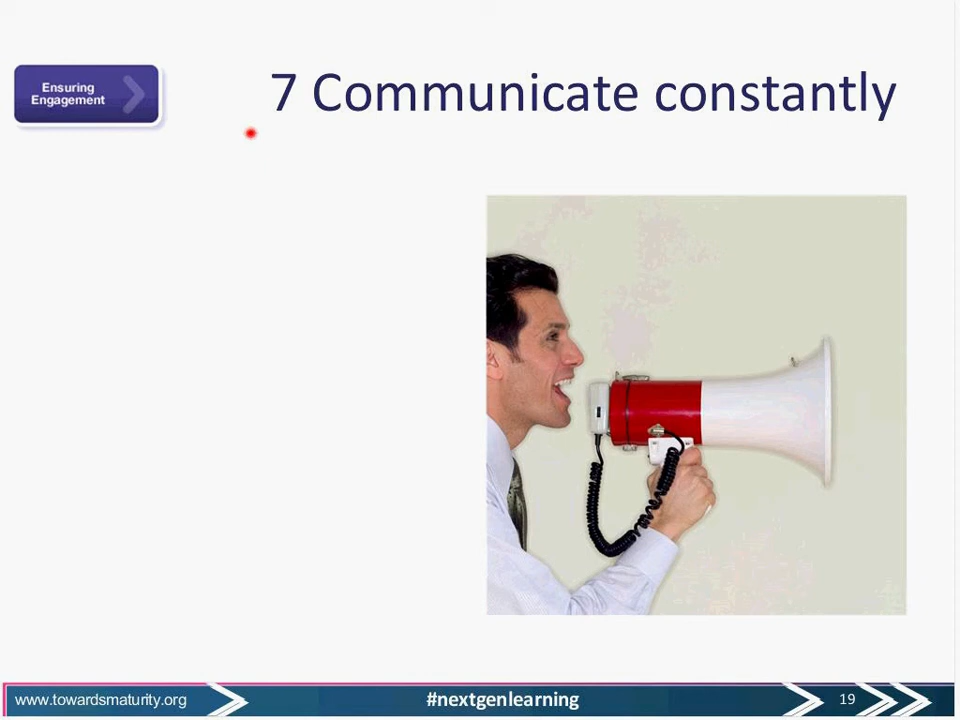 Ensuring
Engagement
7 Communicate constantly
www.towardsmaturity.org
#nextgenlearning
19